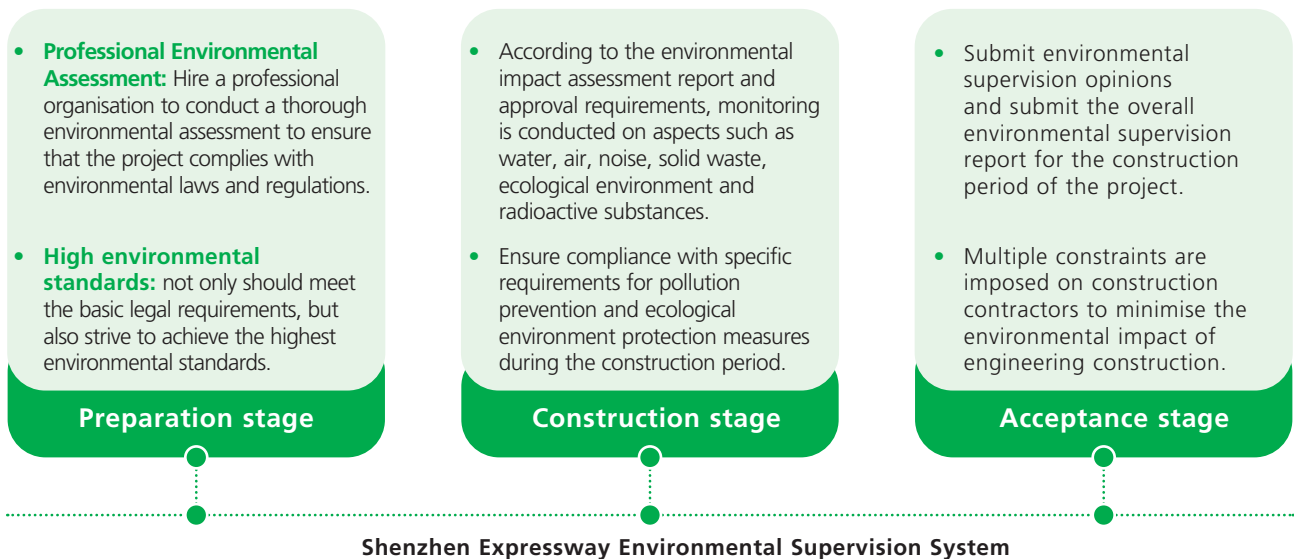 • Professional Environmental
Assessment: Hire a professional
organisation to conduct a thorough
environmental assessment to ensure
that the project complies with
environmental laws and regulations.
• High environmental
standards: not only should meet
the basic legal requirements, but
also strive to achieve the highest
environmental standards.
Preparation stage
• According to the environmental
impact assessment report and
approval requirements, monitoring
is conducted on aspects such as
water, air, noise, solid waste,
ecological environment and
radioactive substances.
• Ensure compliance with specific
requirements for pollution
prevention and ecological
environment protection measures
during the construction period.
Construction stage
• Submit environmental
supervision opinions
and submit the overall
environmental supervision
report for the construction
period of the project.
• Multiple constraints are
imposed on construction
contractors to minimise the
environmental impact of
engineering construction.
Acceptance stage
Shenzhen Expressway Environmental Supervision System